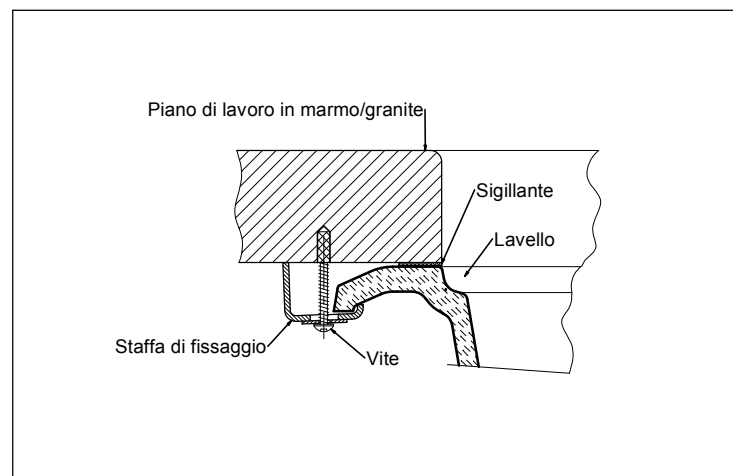 Piano di lavoro in marmo/granite
Sigillante
Lavello
Staffa di fissaggio
Vite